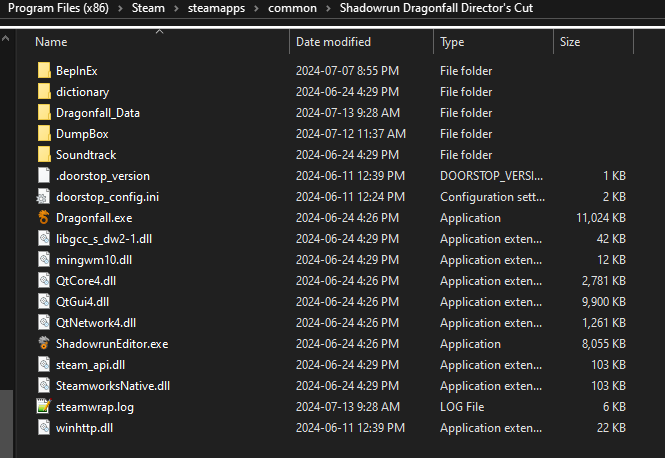 Program Files (x86) > Steam > steamapps > common > Shadowrun Dragonfall Director's Cut
Name Date modified Type Size
BepInEx 2024-07-07 8:55 PM File folder
dictionary 2024-06-24 4:29 PM File folder
Dragonfall_Data 2024-07-13 9:28 AM File folder
DumpBox 2024-07-12 11:37 AM File folder
Soundtrack 2024-06-24 4:29 PM File folder
.doorstop_version 2024-06-11 12:39 PM DOORSTOP_VERSI... 1 KB
doorstop_config.ini 2024-06-11 12:24 PM Configuration sett... 2 KB
Dragonfall.exe 2024-06-24 4:26 PM Application 11,024 KB
libgcc_s_dw2-1.dll 2024-06-24 4:29 PM Application exten... 42 KB
mingwm10.dll 2024-06-24 4:29 PM Application exten... 12 KB
QtCore4.dll 2024-06-24 4:26 PM Application exten... 2,781 KB
QtGui4.dll 2024-06-24 4:29 PM Application exten... 9,900 KB
QtNetwork4.dll 2024-06-24 4:26 PM Application exten... 1,261 KB
ShadowrunEditor.exe 2024-06-24 4:29 PM Application 8,055 KB
steam_api.dll 2024-06-24 4:29 PM Application exten... 103 KB
SteamworksNative.dll 2024-06-24 4:29 PM Application exten... 103 KB
steamwrap.log 2024-07-13 9:28 AM LOG File 6 KB
winhttp.dll 2024-06-11 12:39 PM Application exten... 22 KB